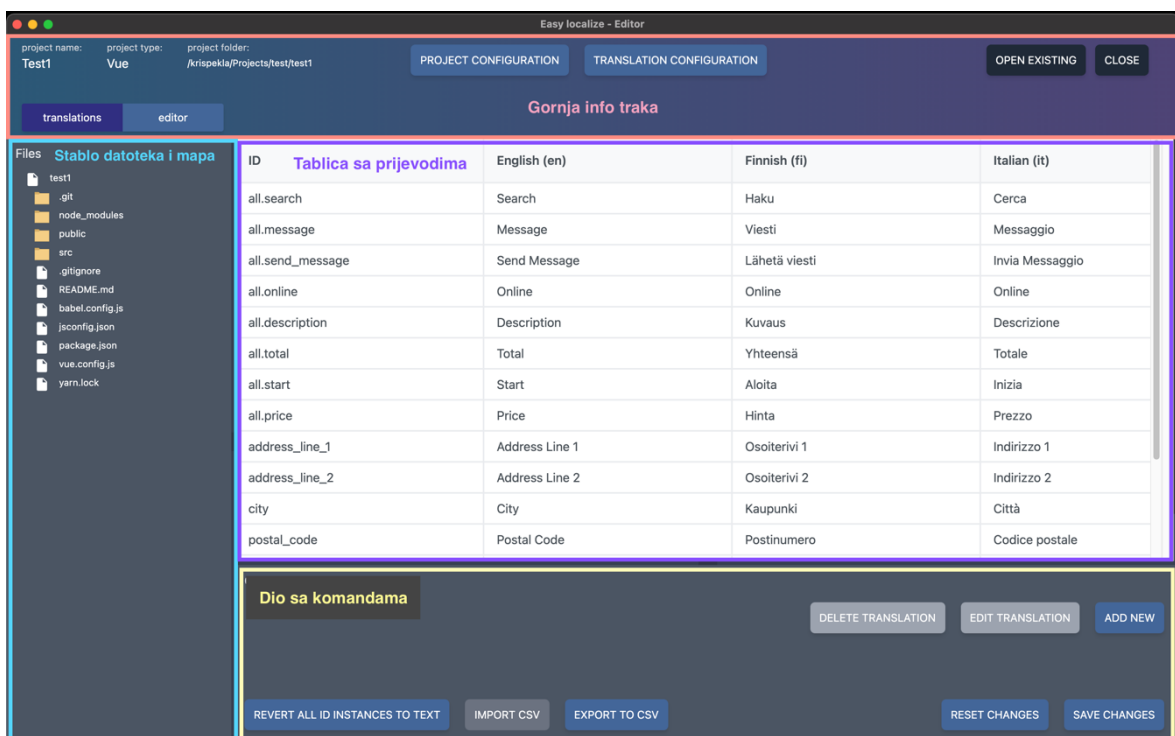 Easy localize - Editor
project name: project type: project folder:
Test1 Vue /krispekla/Projects/test/test1
PROJECT CONFIGURATION TRANSLATION CONFIGURATION OPEN EXISTING CLOSE
Gornja info traka
translations editor
Files Stablo datoteka i mapa
test1
.git
node_modules
public
src
.gitignore
README.md
babel.config.js
jsconfig.json
package.json
vue.config.js
yarn.lock
Tablica sa prijevodima
ID English (en) Finnish (fi) Italian (it)
all.search Search Haku Cerca
all.message Message Viesti Messaggio
all.send_message Send Message Lähetä viesti Invia Messaggio
all.online Online Online Online
all.description Description Kuvaus Descrizione
all.total Total Yhteensä Totale
all.start Start Aloita Inizia
all.price Price Hinta Prezzo
address_line_1 Address Line 1 Osoiterivi 1 Indirizzo 1
address_line_2 Address Line 2 Osoiterivi 2 Indirizzo 2
city City Kaupunki Città
postal_code Postal Code Postinumero Codice postale
Dio sa komandama
DELETE TRANSLATION EDIT TRANSLATION ADD NEW
REVERT ALL ID INSTANCES TO TEXT IMPORT CSV EXPORT TO CSV RESET CHANGES SAVE CHANGES